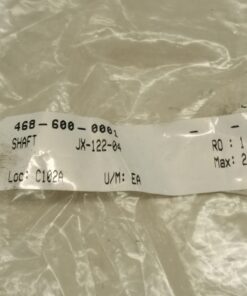 468-600-0001 - -
SHAFT JX-122-04 RO : 1
Max: 2
Loc: C102A U/M: EA